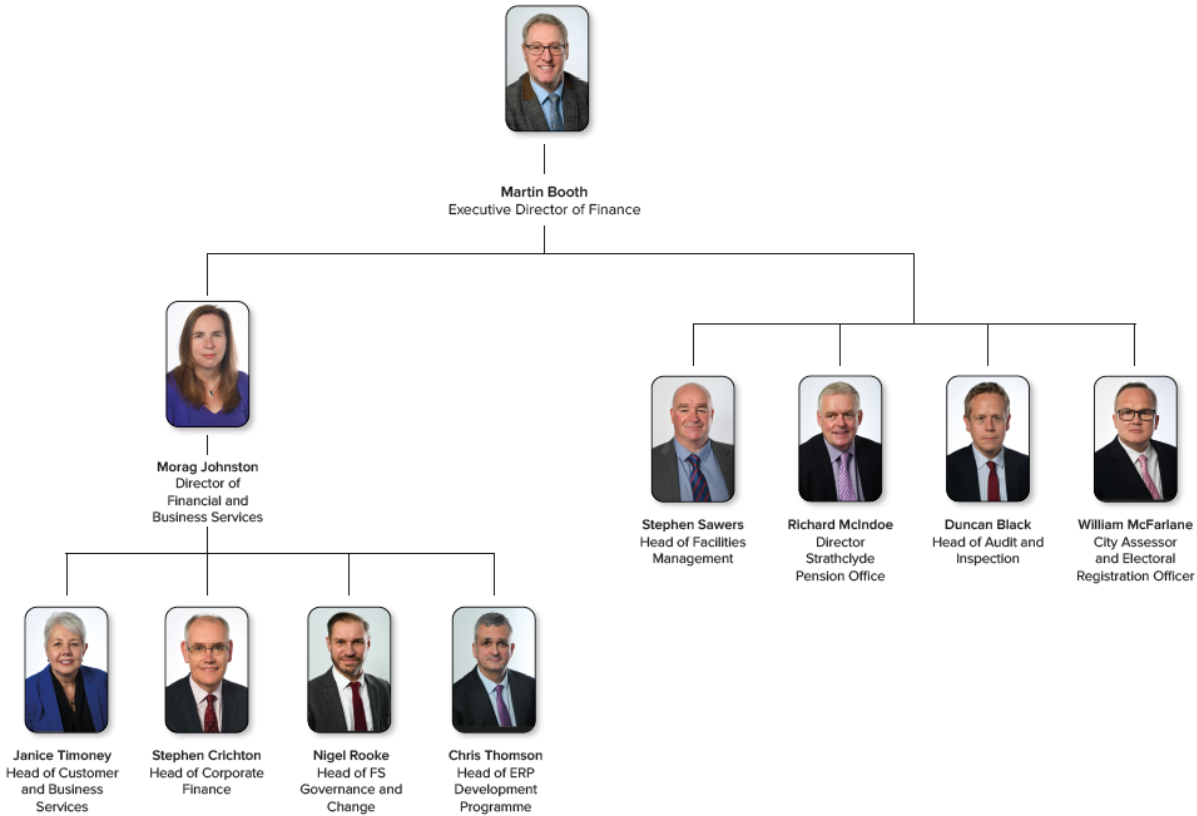 Martin Booth
Executive Director of Finance
Morag Johnston
Director of
Financial and
Business Services
Stephen Sawers
Head of Facilities
Management
Richard McIndoe
Director
Strathclyde
Pension Office
Duncan Black
Head of Audit and
Inspection
William McFarlane
City Assessor
and Electoral
Registration Officer
Janice Timoney
Head of Customer
and Business
Services
Stephen Crichton
Head of Corporate
Finance
Nigel Rooke
Head of FS
Governance and
Change
Chris Thomson
Head of ERP
Development
Programme